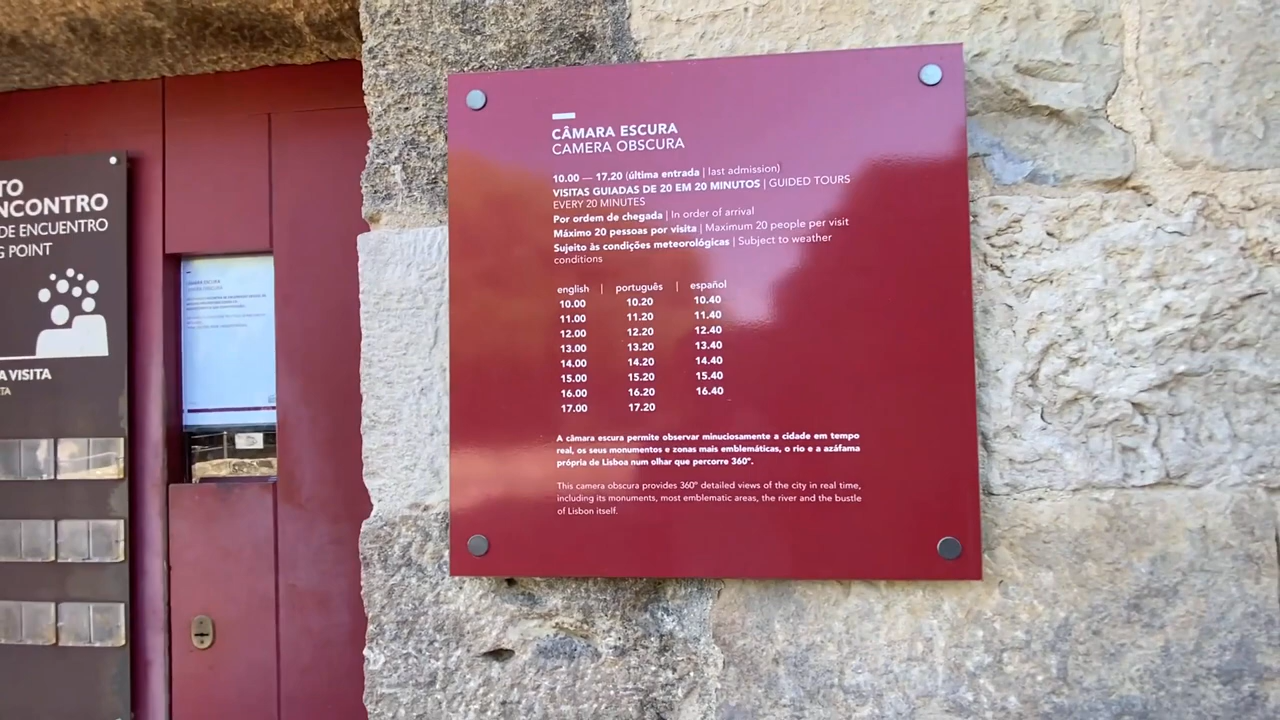 TO
NCONTRO
DE ENCUENTRO
G POINT
A VISITA
TA
CÂMARA ESCURA
CAMERA OBSCURA
10.00 — 17.20 (última entrada | last admission)
VISITAS GUIADAS DE 20 EM 20 MINUTOS | GUIDED TOURS
EVERY 20 MINUTES
Por ordem de chegada | In order of arrival
Máximo 20 pessoas por visita | Maximum 20 people per visit
Sujeito às condições meteorológicas | Subject to weather
conditions
english | português | español
10.00 10.20 10.40
11.00 11.20 11.40
12.00 12.20 12.40
13.00 13.20 13.40
14.00 14.20 14.40
15.00 15.20 15.40
16.00 16.20 16.40
17.00 17.20
A câmara escura permite observar minuciosamente a cidade em tempo
real, os seus monumentos e zonas mais emblemáticas, o rio e a azáfama
própria de Lisboa num olhar que percorre 360º.
This camera obscura provides 360º detailed views of the city in real time,
including its monuments, most emblematic areas, the river and the bustle
of Lisbon itself.